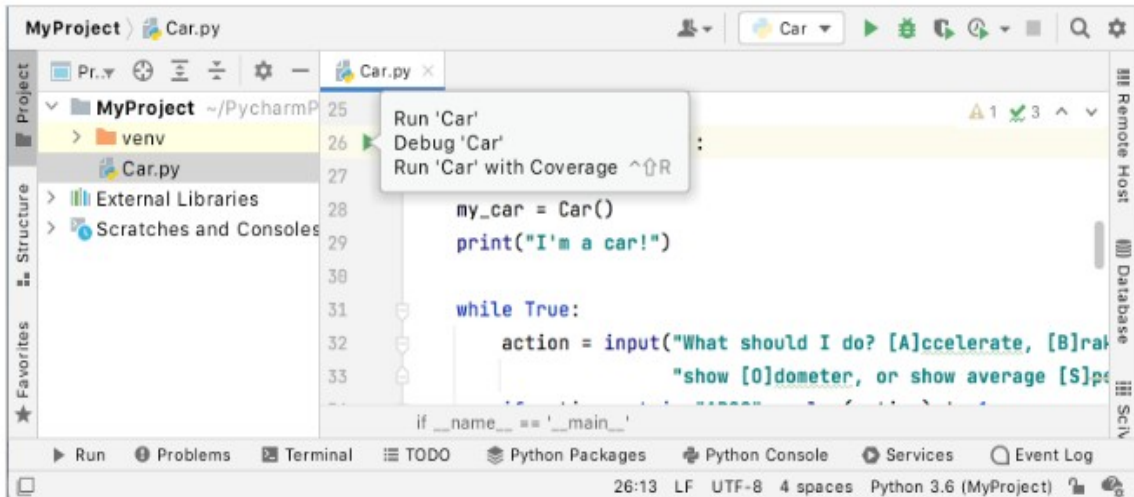 MyProject
Car.py
Car
Project
Structure
Favorites
Pr..
MyProject ~/PycharmP
venv
Car.py
External Libraries
Scratches and Consoles
Car.py
Run 'Car'
Debug 'Car'
Run 'Car' with Coverage ^⇧R
1 3
25
26 :
27
28 my_car = Car()
29 print("I'm a car!")
30
31 while True:
32 action = input("What should I do? [A]ccelerate, [B]rak
33 "show [O]dometer, or show average [S]pe
if __name__ == '__main__'
Remote Host
Database
SciV
Run Problems Terminal TODO Python Packages Python Console Services Event Log
26:13 LF UTF-8 4 spaces Python 3.6 (MyProject)